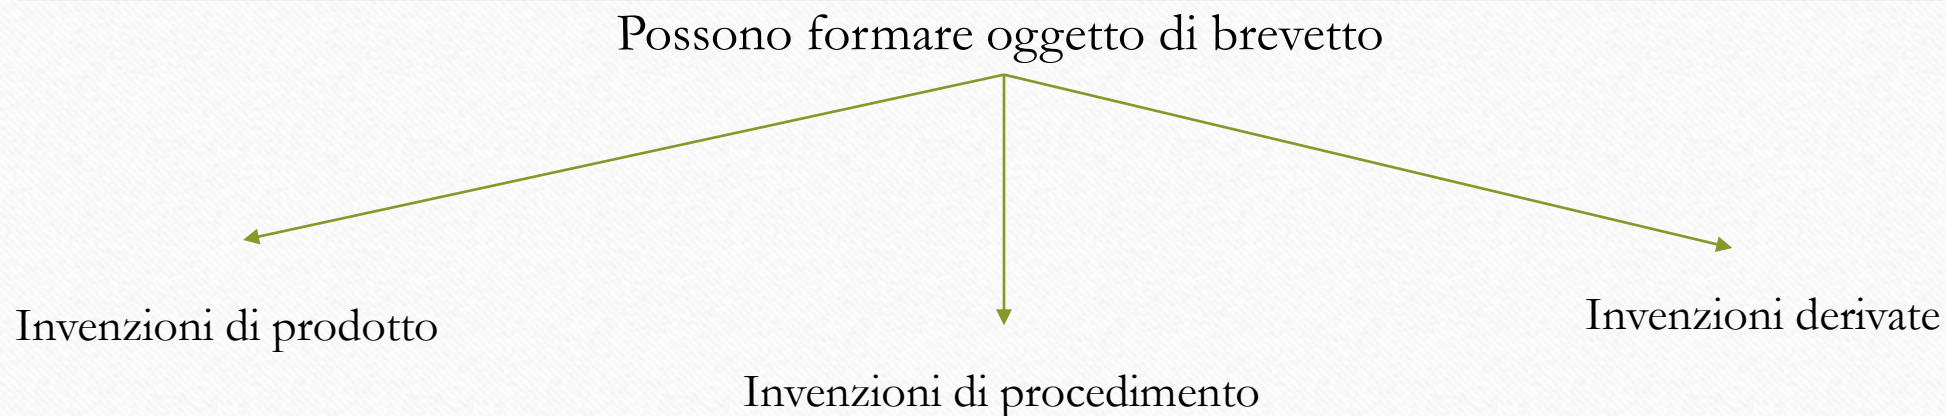 Possono formare oggetto di brevetto
Invenzioni di prodotto
Invenzioni di procedimento
Invenzioni derivate